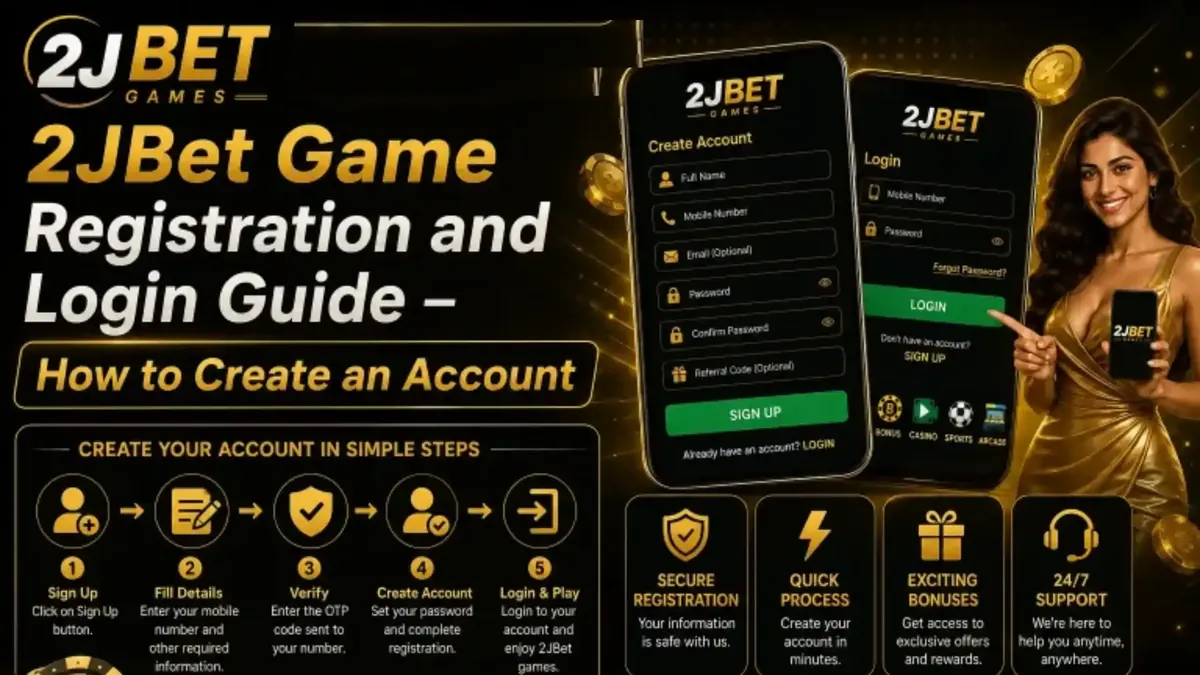 2JBET
GAMES
2JBet Game
Registration and
Login Guide –
How to Create an Account
CREATE YOUR ACCOUNT IN SIMPLE STEPS
1
Sign Up
Click on Sign Up
button.
2
Fill Details
Enter your mobile
number and
other required
information.
3
Verify
Enter the OTP
code sent to
your number.
4
Create Account
Set your password
and complete
registration.
5
Login & Play
Login to your
account and
enjoy 2JBet
games.
2JBET
GAMES
Create Account
Full Name
Mobile Number
Email (Optional)
Password
Confirm Password
Referral Code (Optional)
SIGN UP
Already have an account? LOGIN
2JBET
GAMES
Login
Mobile Number
Password
Forgot Password?
LOGIN
Don't have an account?
SIGN UP
BONUS
CASINO
SPORTS
ARCADE
2JBET
SECURE
REGISTRATION
Your information
is safe with us.
QUICK
PROCESS
Create your
account in
minutes.
EXCITING
BONUSES
Get access to
exclusive offers
and rewards.
24/7
SUPPORT
We're here to
help you anytime,
anywhere.